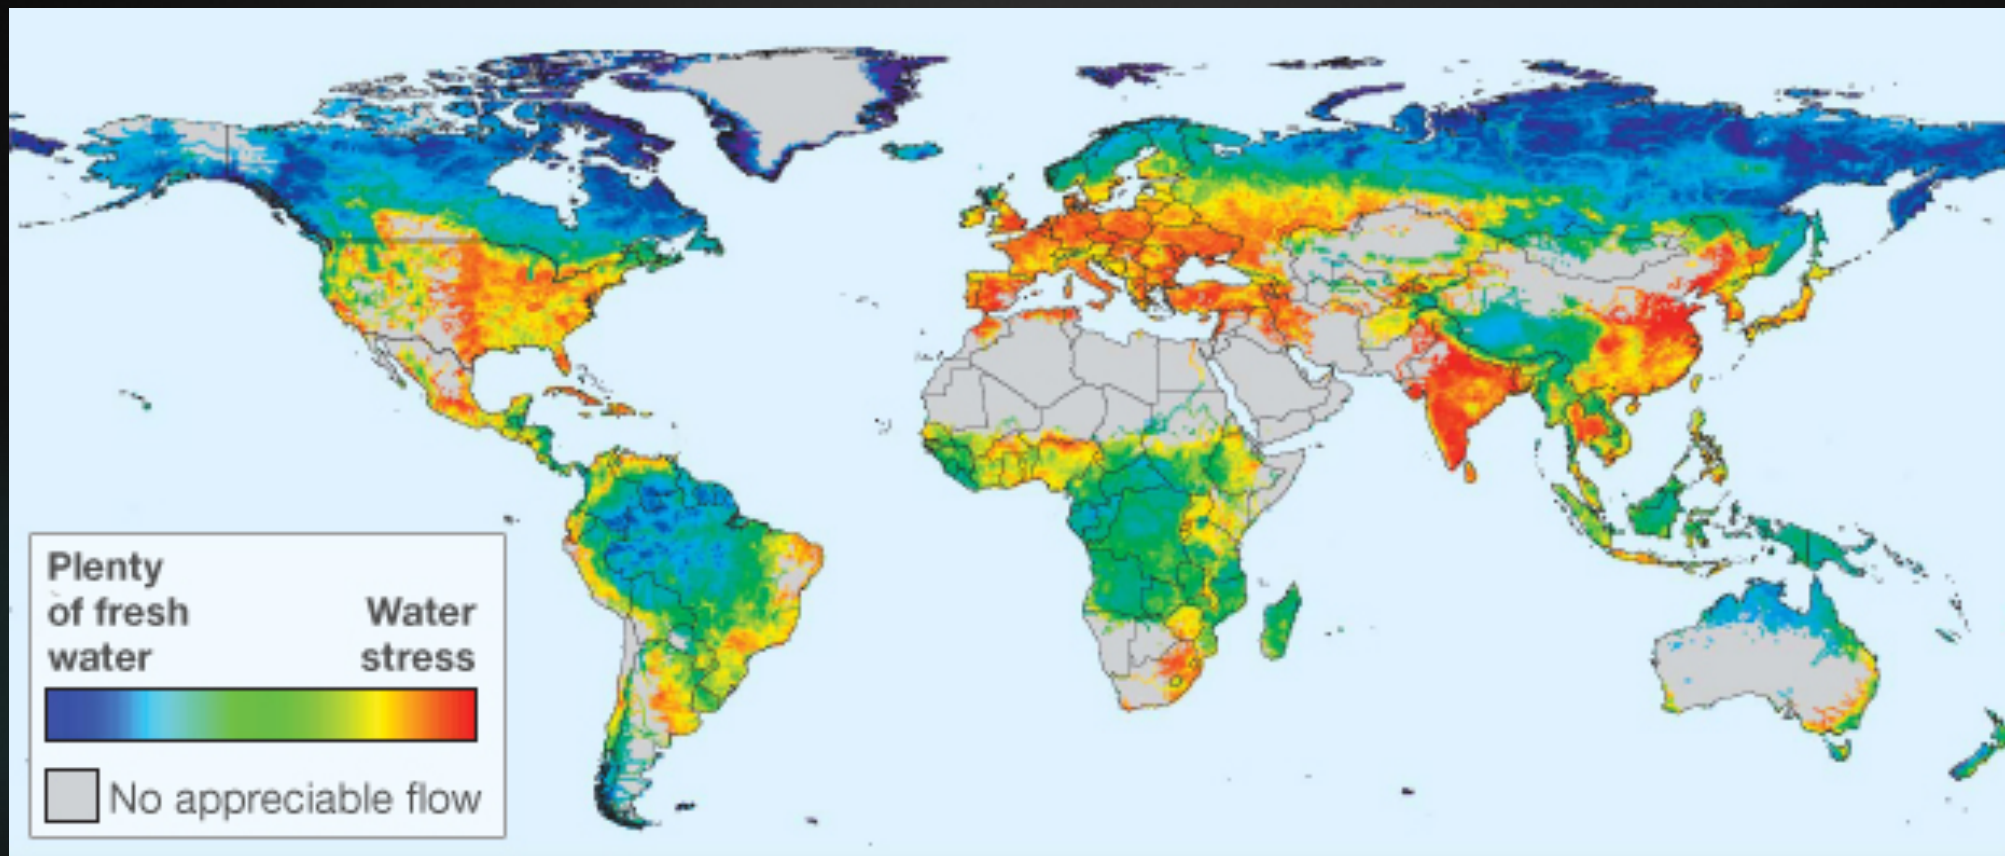 Plenty
of fresh
water
Water
stress
No appreciable flow